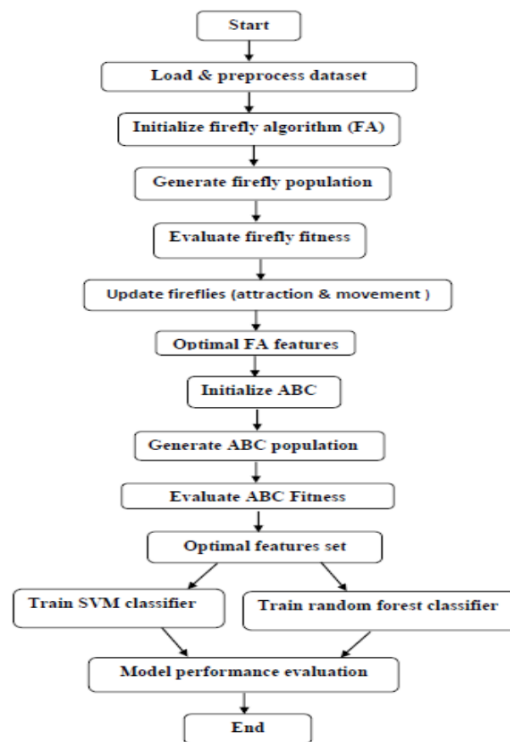 Start
Load & preprocess dataset
Initialize firefly algorithm (FA)
Generate firefly population
Evaluate firefly fitness
Update fireflies (attraction & movement )
Optimal FA features
Initialize ABC
Generate ABC population
Evaluate ABC Fitness
Optimal features set
Train SVM classifier
Train random forest classifier
Model performance evaluation
End